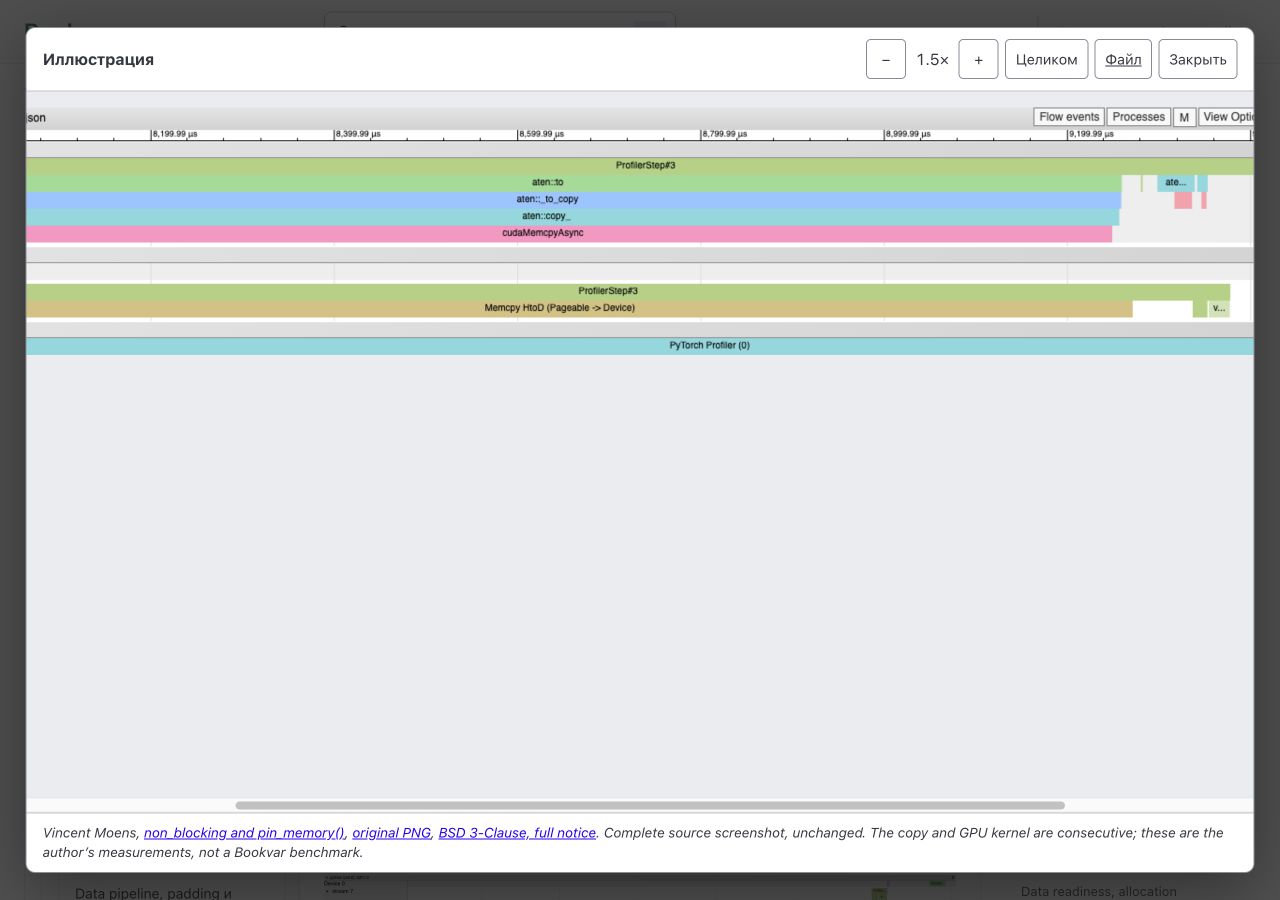 Иллюстрация
− 1.5× + Целиком Файл Закрыть
son
Flow events Processes M View Optio
8,199.99 µs 8,399.99 µs 8,599.99 µs 8,799.99 µs 8,999.99 µs 9,199.99 µs
ProfilerStep#3
aten::to ate...
aten::_to_copy
aten::copy_
cudaMemcpyAsync
ProfilerStep#3
Memcpy HtoD (Pageable -> Device) v...
PyTorch Profiler (0)
Vincent Moens, non_blocking and pin_memory(), original PNG, BSD 3-Clause, full notice. Complete source screenshot, unchanged. The copy and GPU kernel are consecutive; these are the
author’s measurements, not a Bookvar benchmark.
Data pipeline, padding и
Data readiness, allocation